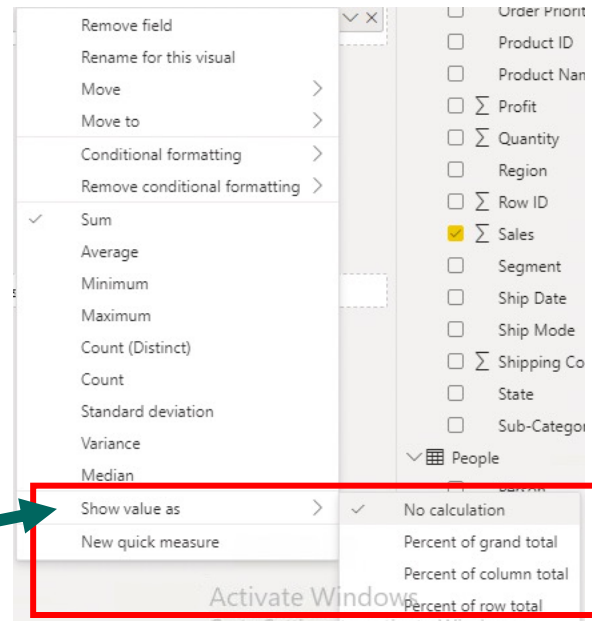 Remove field
Rename for this visual
Move
Move to
Conditional formatting
Remove conditional formatting
Sum
Average
Minimum
Maximum
Count (Distinct)
Count
Standard deviation
Variance
Median
Show value as
New quick measure
Order Priorit
Product ID
Product Nan
Σ Profit
Σ Quantity
Region
Σ Row ID
Σ Sales
Segment
Ship Date
Ship Mode
Σ Shipping Co
State
Sub-Categor
People
No calculation
Percent of grand total
Percent of column total
Percent of row total
Activate Windows